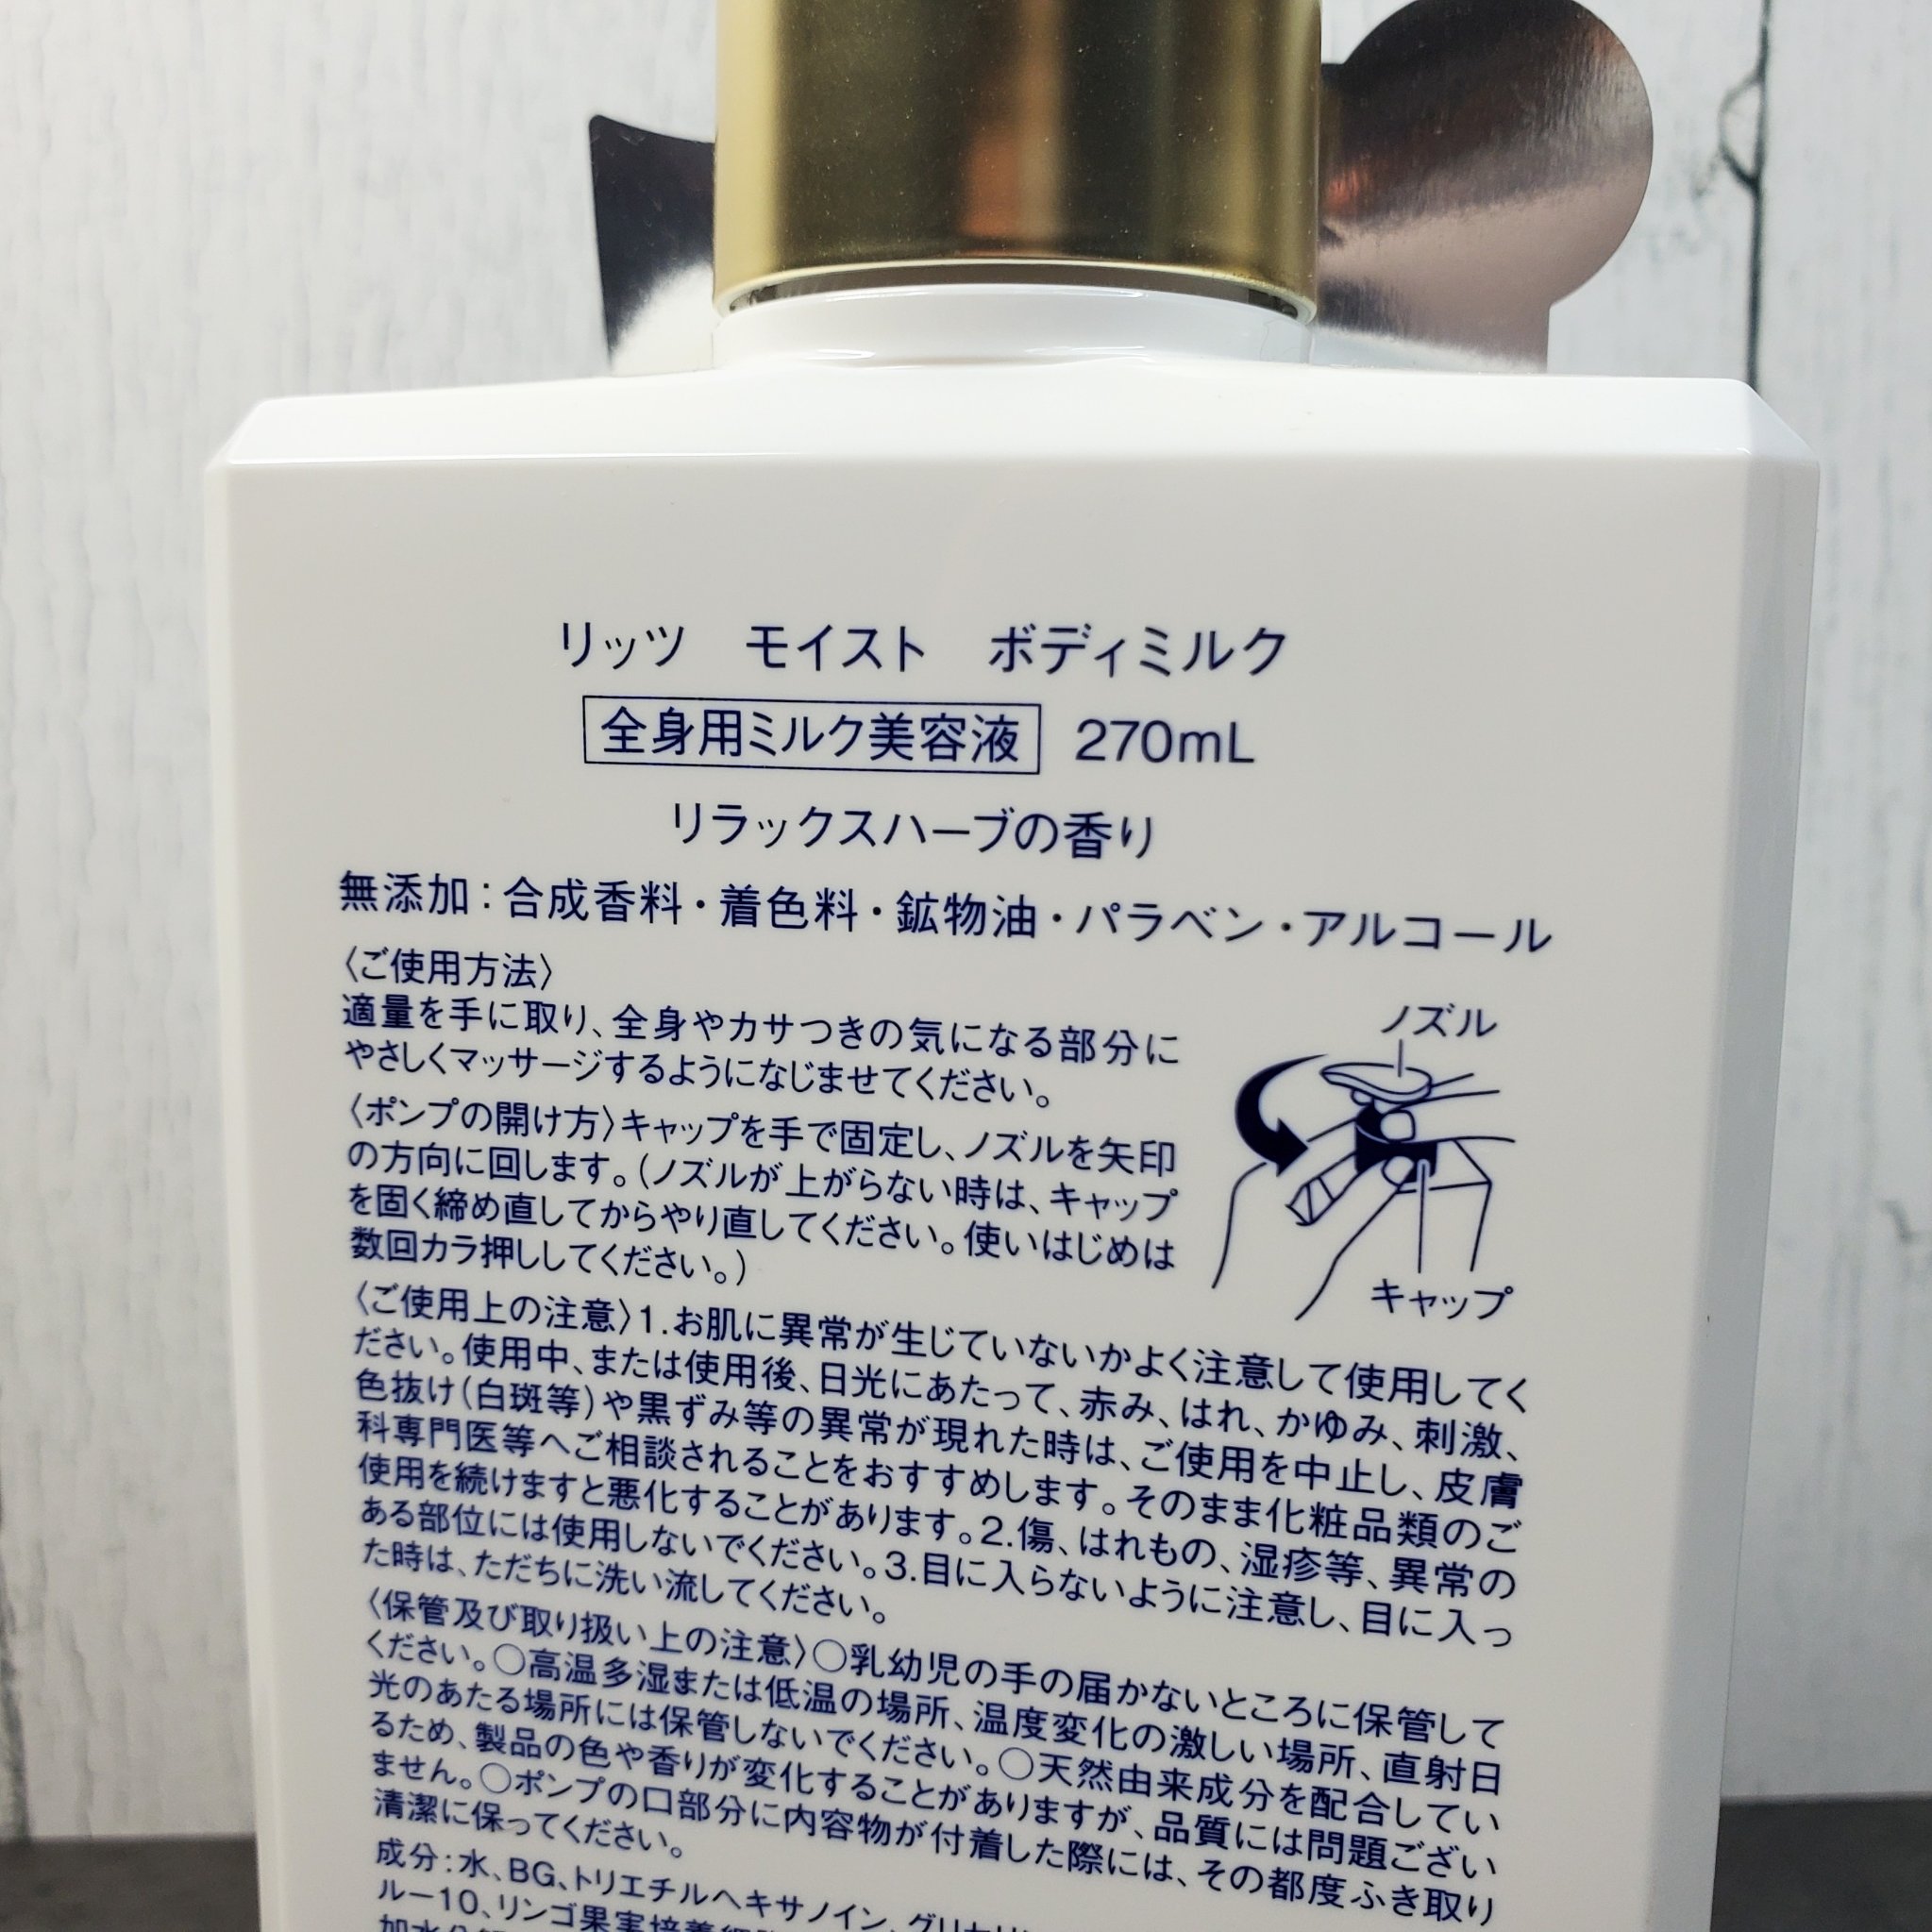 リッツ　モイスト　ボディミルク
全身用ミルク美容液 270mL
リラックスハーブの香り
無添加：合成香料・着色料・鉱物油・パラベン・アルコール
〈ご使用方法〉
適量を手に取り、全身やカサつきの気になる部分に
やさしくマッサージするようになじませてください。
〈ポンプの開け方〉キャップを手で固定し、ノズルを矢印
の方向に回します。（ノズルが上がらない時は、キャップ
を固く締め直してからやり直してください。使いはじめは
数回カラ押ししてください。）
ノズル
キャップ
〈ご使用上の注意〉1.お肌に異常が生じていないかよく注意して使用してく
ださい。使用中、または使用後、日光にあたって、赤み、はれ、かゆみ、刺激、
色抜け（白斑等）や黒ずみ等の異常が現れた時は、ご使用を中止し、皮膚
科専門医等へご相談されることをおすすめします。そのまま化粧品類のご
使用を続けますと悪化することがあります。2.傷、はれもの、湿疹等、異常の
ある部位には使用しないでください。3.目に入らないように注意し、目に入っ
た時は、ただちに洗い流してください。
〈保管及び取り扱い上の注意〉○乳幼児の手の届かないところに保管して
ください。○高温多湿または低温の場所、温度変化の激しい場所、直射日
光のあたる場所には保管しないでください。○天然由来成分を配合してい
るため、製品の色や香りが変化することがありますが、品質には問題ござい
ません。○ポンプの口部分に内容物が付着した際には、その都度ふき取り
清潔に保ってください。
成分：水、BG、トリエチルヘキサノイン、グリセリ
ルー10、リンゴ果実培養細胞
加水分解